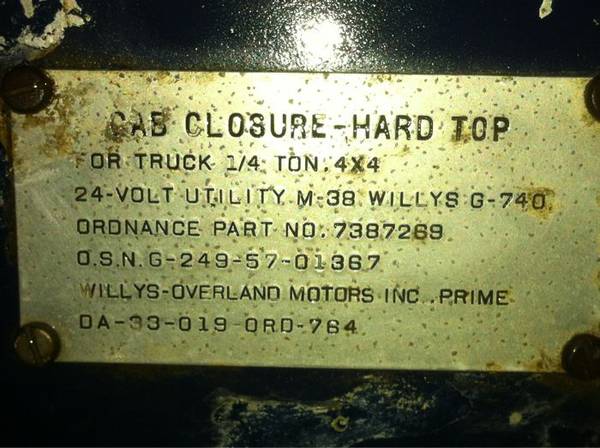 CAB CLOSURE-HARD TOP
FOR TRUCK 1/4 TON. 4X4
24-VOLT UTILITY M-38 WILLYS G-740
ORDNANCE PART NO. 7387269
O.S.N. G-249-57-01367
WILLYS-OVERLAND MOTORS INC., PRIME
DA-33-019-ORD-764